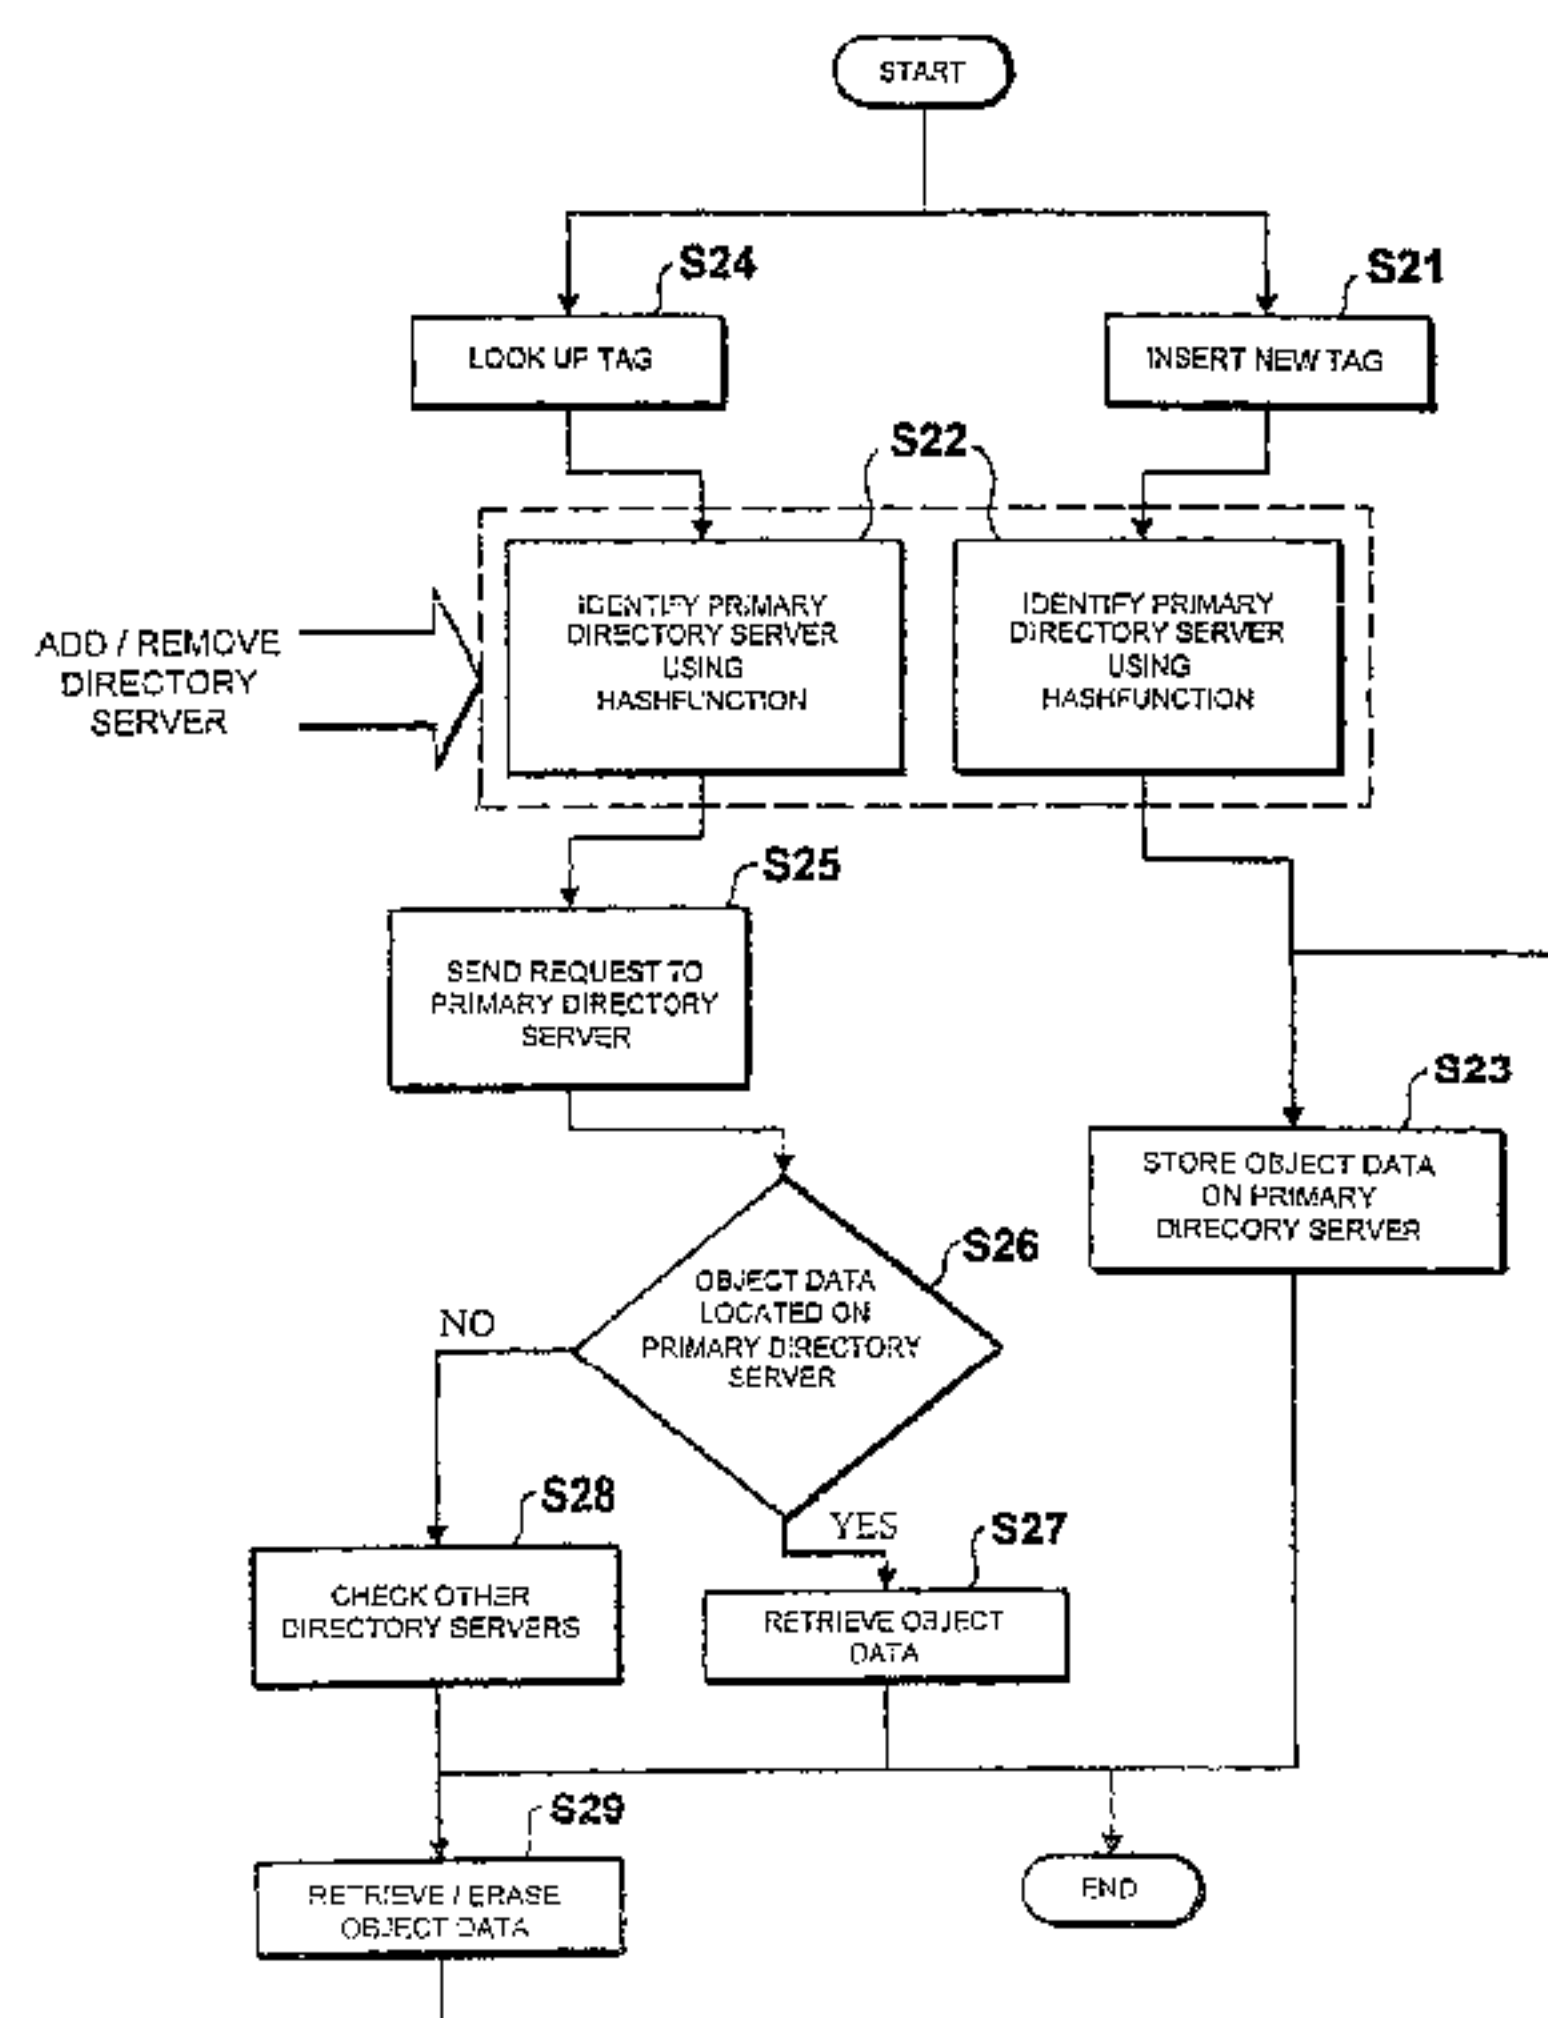 START
S24
S21
LOOK UP TAG
INSERT NEW TAG
S22
ADD / REMOVE
DIRECTORY
SERVER
IDENTIFY PRIMARY
DIRECTORY SERVER
USING
HASHFUNCTION
IDENTIFY PRIMARY
DIRECTORY SERVER
USING
HASHFUNCTION
S25
SEND REQUEST TO
PRIMARY DIRECTORY
SERVER
S23
STORE OBJECT DATA
ON PRIMARY
DIRECORY SERVER
S26
OBJECT DATA
LOCATED ON
PRIMARY DIRECTORY
SERVER
NO
YES
S28
S27
CHECK OTHER
DIRECTORY SERVERS
RETRIEVE OBJECT
DATA
S29
RETRIEVE / ERASE
OBJECT DATA
END